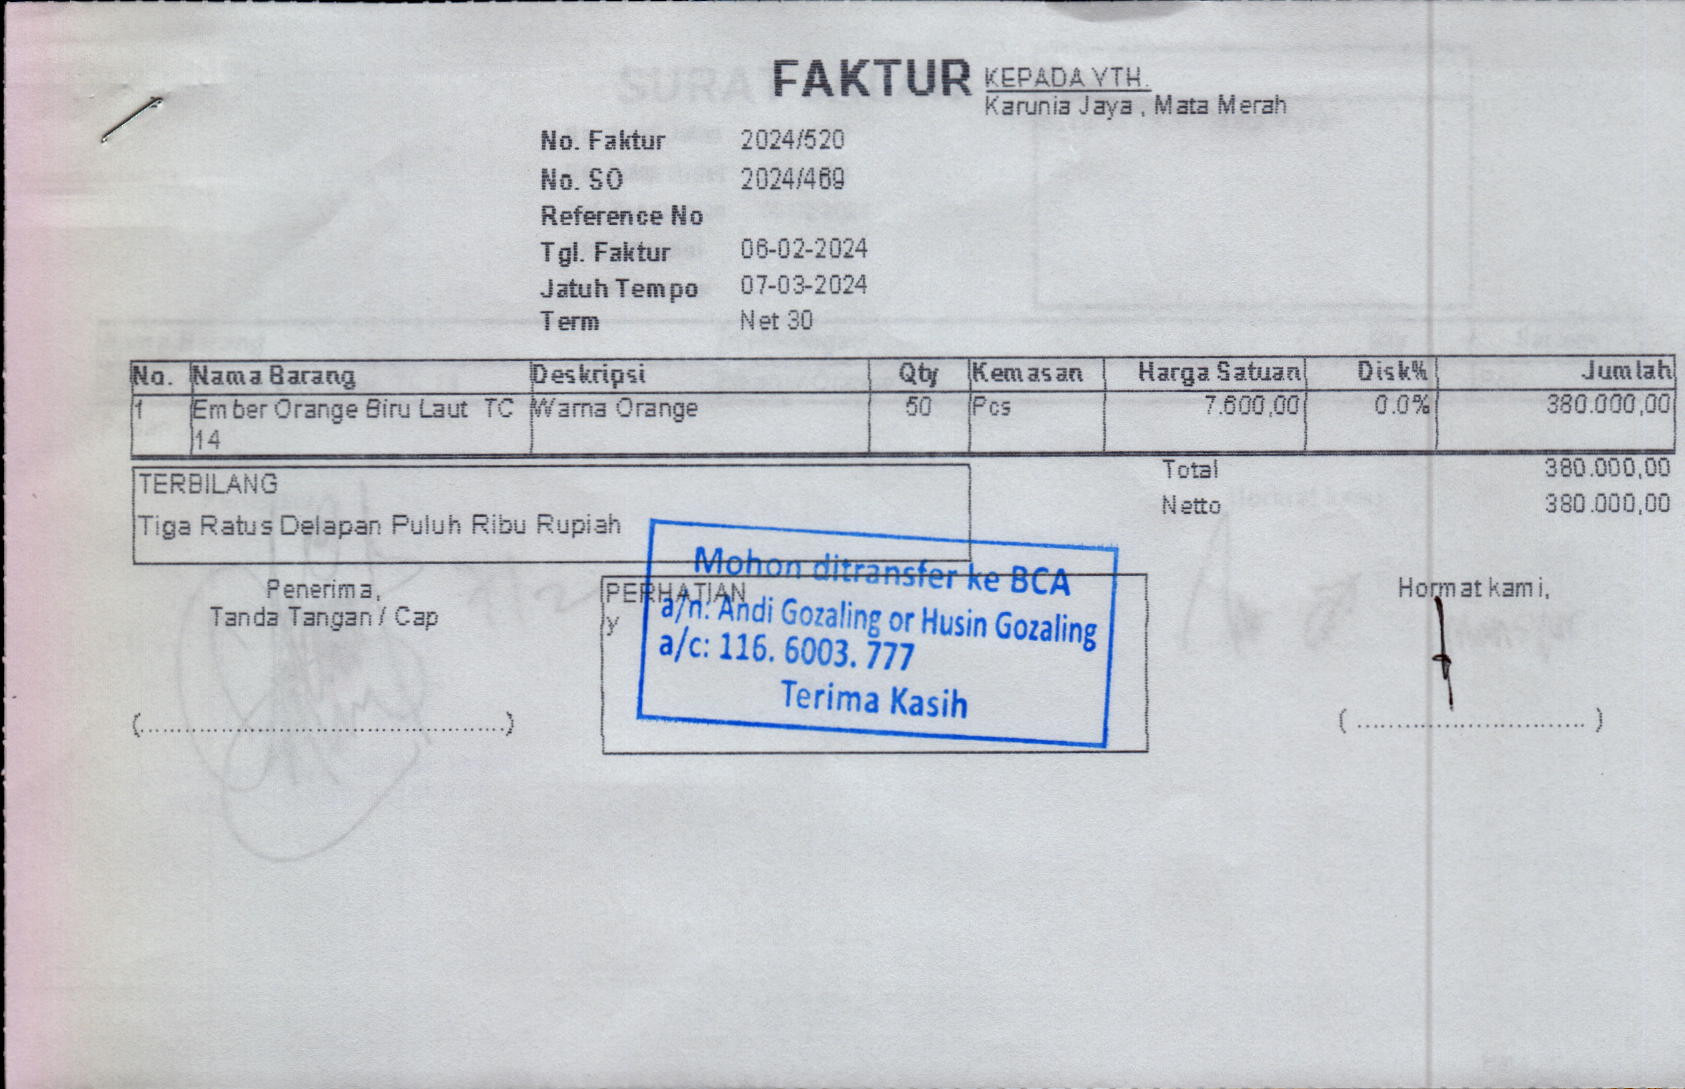 FAKTUR
KEPADA YTH.
Karunia Jaya , Mata Merah
No. Faktur 2024/520
No. SO 2024/469
Reference No
Tgl. Faktur 06-02-2024
Jatuh Tempo 07-03-2024
Term Net 30
No. Nama Barang Deskripsi Qty Kemasan Harga Satuan Disk% Jumlah
1 Ember Orange Biru Laut TC Warna Orange 50 Pcs 7.600,00 0.0% 380.000,00
14
TERBILANG
Tiga Ratus Delapan Puluh Ribu Rupiah
Total 380.000,00
Netto 380.000,00
Penerima,
Tanda Tangan / Cap
(..............................................)
PERHATIAN
y
Mohon ditransfer ke BCA
a/n: Andi Gozaling or Husin Gozaling
a/c: 116. 6003. 777
Terima Kasih
Hormat kami,
( ............................. )